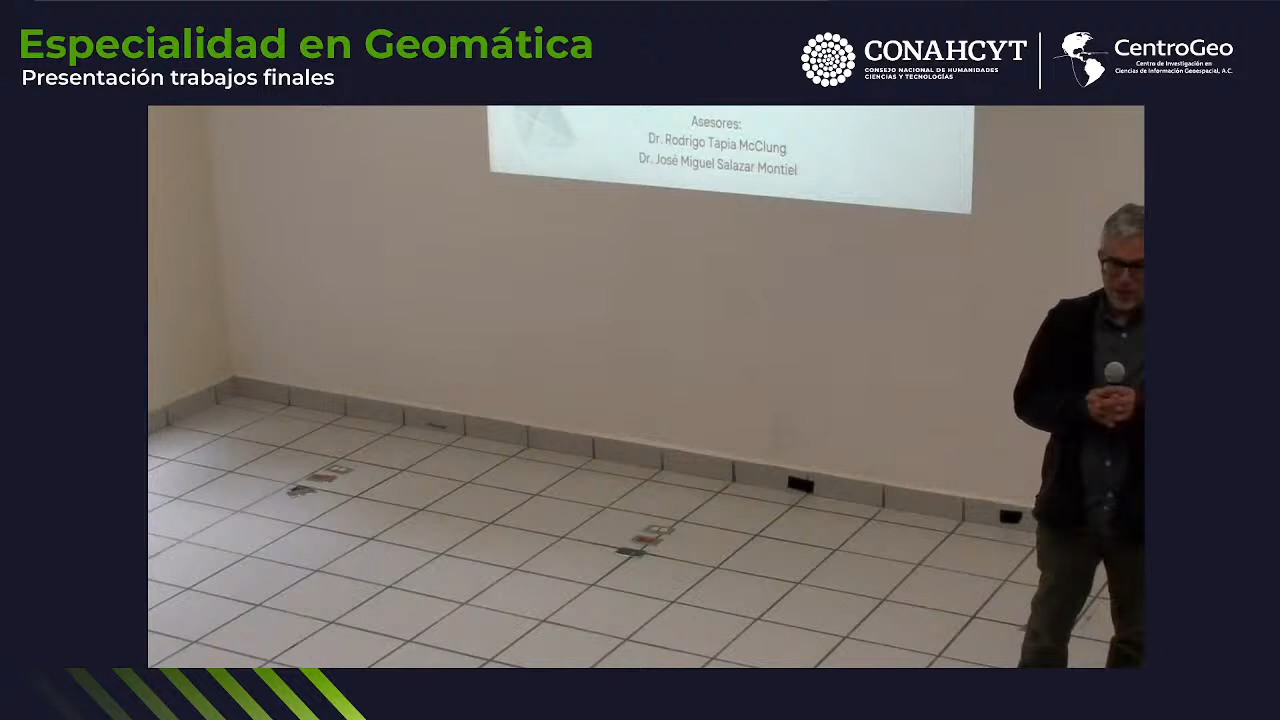 Especialidad en Geomática
Presentación trabajos finales
CONAHCYT
CONSEJO NACIONAL DE HUMANIDADES
CIENCIAS Y TECNOLOGÍAS
CentroGeo
Centro de Investigación en
Ciencias de Información Geoespacial, A.C.
Asesores:
Dr. Rodrigo Tapia McClung
Dr. José Miguel Salazar Montiel